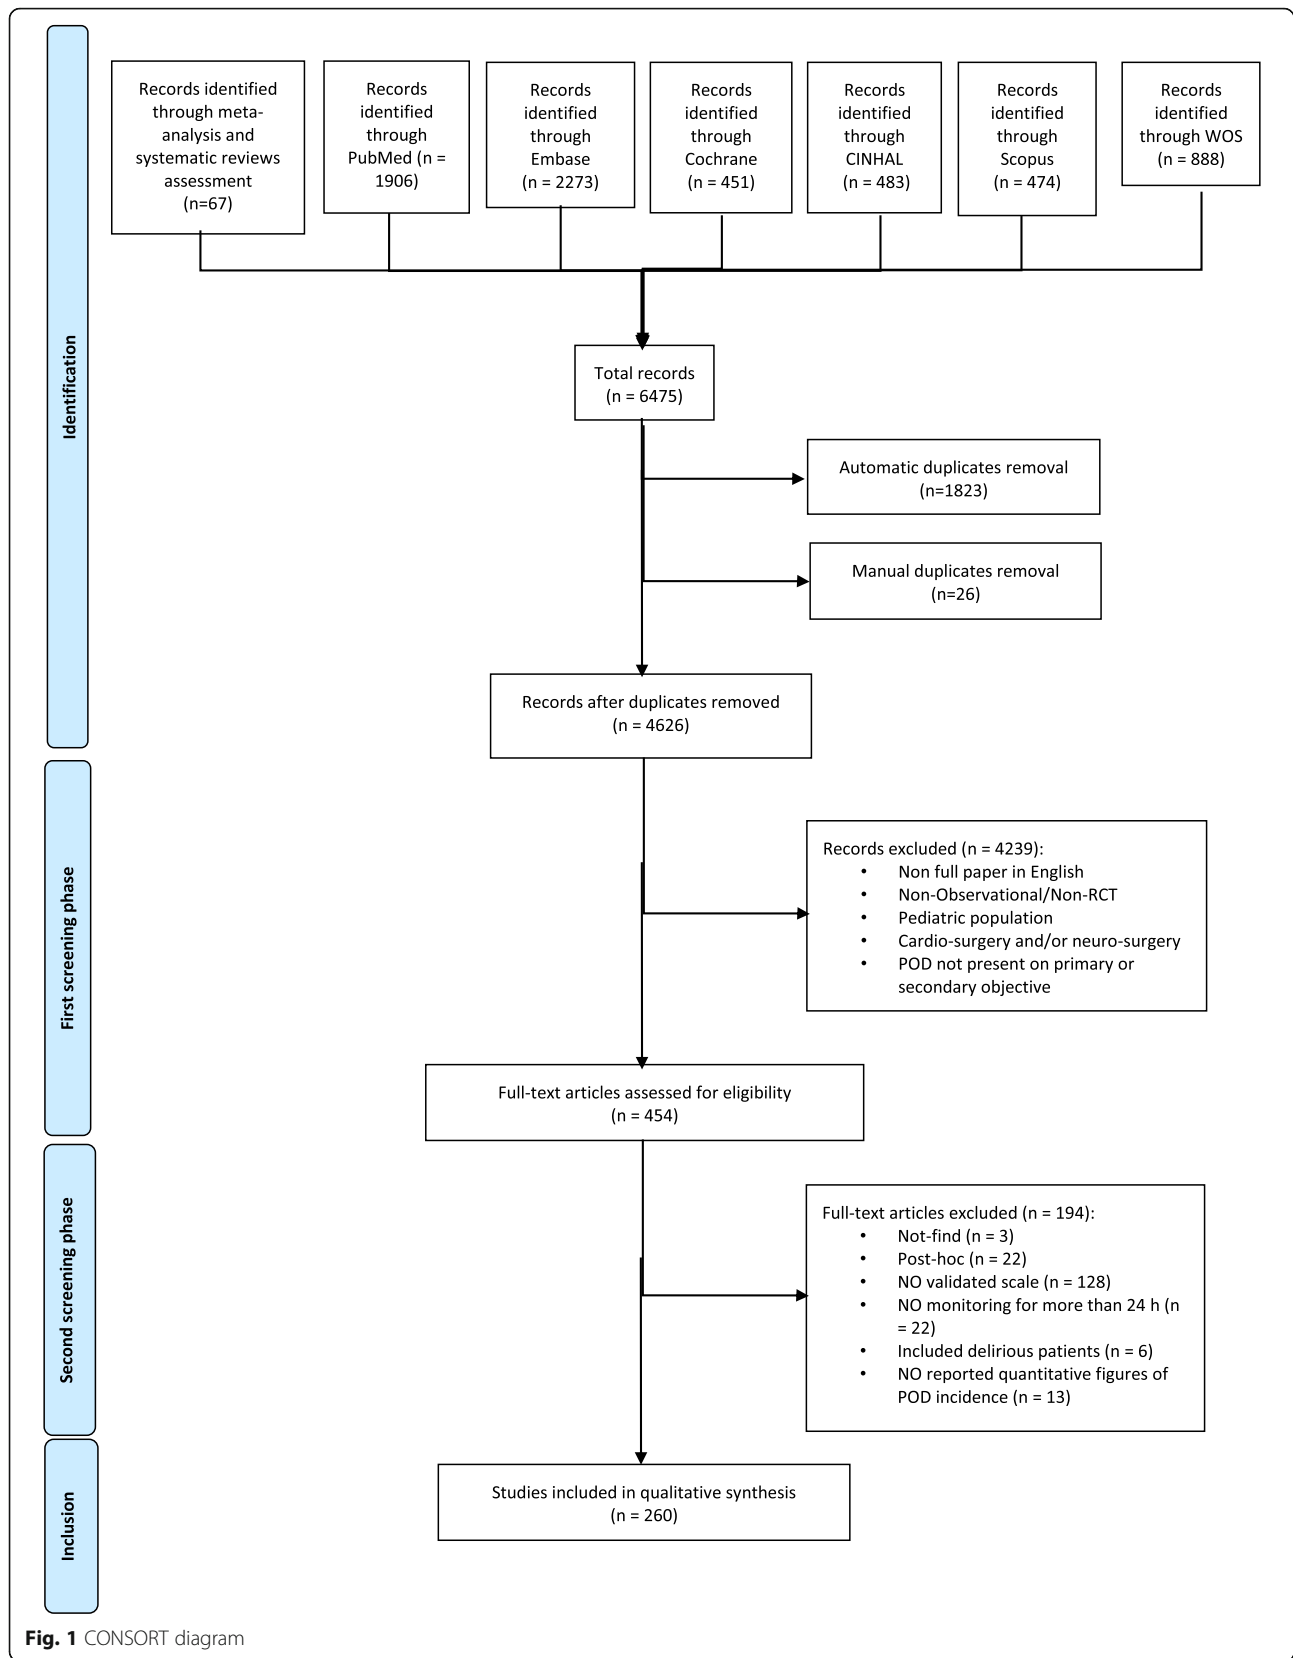 Records identified
through meta-
analysis and
systematic reviews
assessment
(n=67)
Records
identified
through
PubMed (n =
1906)
Records
identified
through
Embase
(n = 2273)
Records
identified
through
Cochrane
(n = 451)
Records
identified
through
CINHAL
(n = 483)
Records
identified
through
Scopus
(n = 474)
Records
identified
through WOS
(n = 888)
Identification
Total records
(n = 6475)
Automatic duplicates removal
(n=1823)
Manual duplicates removal
(n=26)
Records after duplicates removed
(n = 4626)
First screening phase
Records excluded (n = 4239):
• Non full paper in English
• Non-Observational/Non-RCT
• Pediatric population
• Cardio-surgery and/or neuro-surgery
• POD not present on primary or
secondary objective
Full-text articles assessed for eligibility
(n = 454)
Second screening phase
Full-text articles excluded (n = 194):
• Not-find (n = 3)
• Post-hoc (n = 22)
• NO validated scale (n = 128)
• NO monitoring for more than 24 h (n
= 22)
• Included delirious patients (n = 6)
• NO reported quantitative figures of
POD incidence (n = 13)
Inclusion
Studies included in qualitative synthesis
(n = 260)
Fig. 1 CONSORT diagram